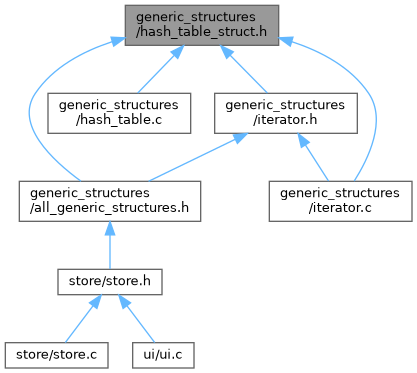 generic_structures
/hash_table_struct.h
generic_structures
/hash_table.c
generic_structures
/iterator.h
generic_structures
/all_generic_structures.h
generic_structures
/iterator.c
store/store.h
store/store.c
ui/ui.c